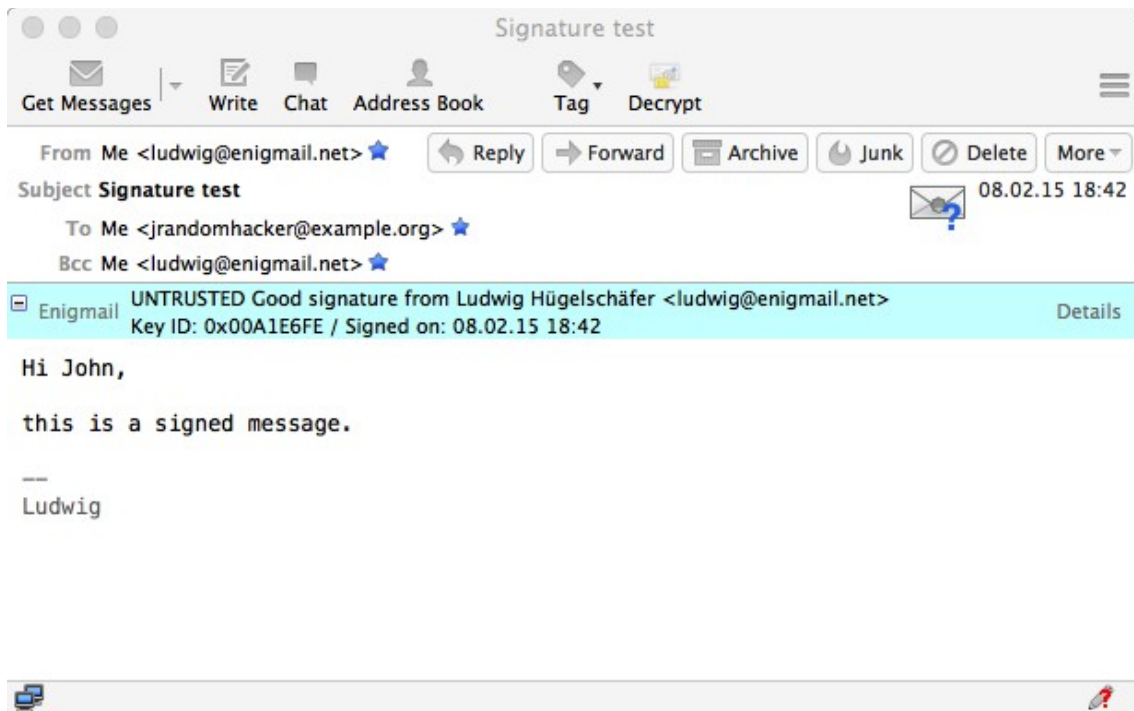 Signature test
Get Messages Write Chat Address Book Tag Decrypt
From Me <ludwig@enigmail.net> Reply Forward Archive Junk Delete More
Subject Signature test 08.02.15 18:42
To Me <jrandomhacker@example.org>
Bcc Me <ludwig@enigmail.net>
Enigmail UNTRUSTED Good signature from Ludwig Hügelschäfer <ludwig@enigmail.net> Details
Key ID: 0x00A1E6FE / Signed on: 08.02.15 18:42
Hi John,
this is a signed message.
--
Ludwig